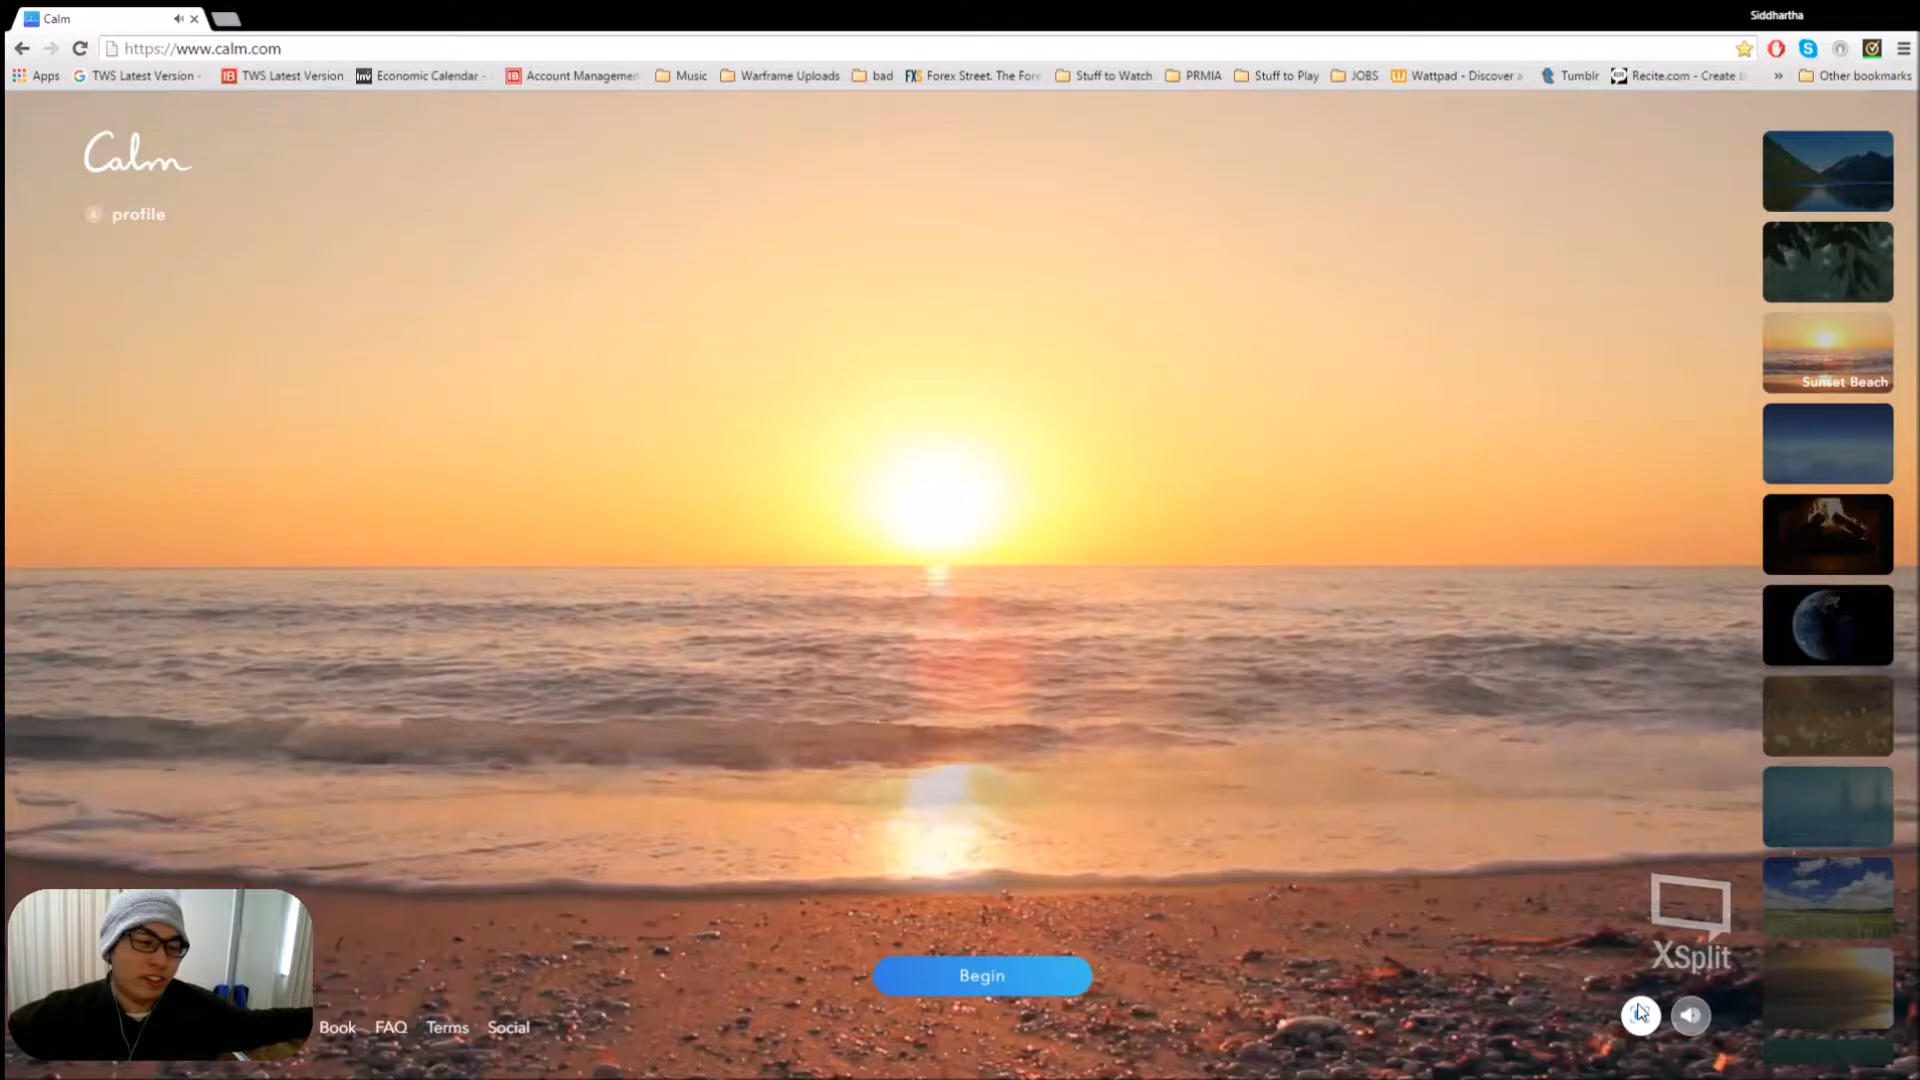 Calm
Siddhartha
https://www.calm.com
Apps
TWS Latest Version -
TWS Latest Version
Economic Calendar -
Account Managemen
Music
Warframe Uploads
bad
Forex Street. The Fore
Stuff to Watch
PRMIA
Stuff to Play
JOBS
Wattpad - Discover a
Tumblr
Recite.com - Create b
»
Other bookmarks
Calm
profile
Sunset Beach
XSplit
Begin
Book
FAQ
Terms
Social